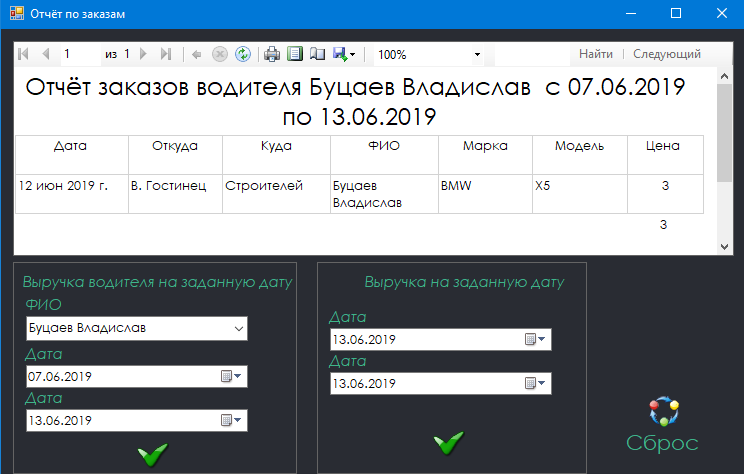 Отчёт по заказам
1 из 1 100% Найти Следующий
Отчёт заказов водителя Буцаев Владислав с 07.06.2019
по 13.06.2019
Дата Откуда Куда ФИО Марка Модель Цена
12 июн 2019 г. В. Гостинец Строителей Буцаев BMW X5 3
Владислав
3
Выручка водителя на заданную дату
ФИО
Буцаев Владислав
Дата
07.06.2019
Дата
13.06.2019
Выручка на заданную дату
Дата
13.06.2019
Дата
13.06.2019
Сброс